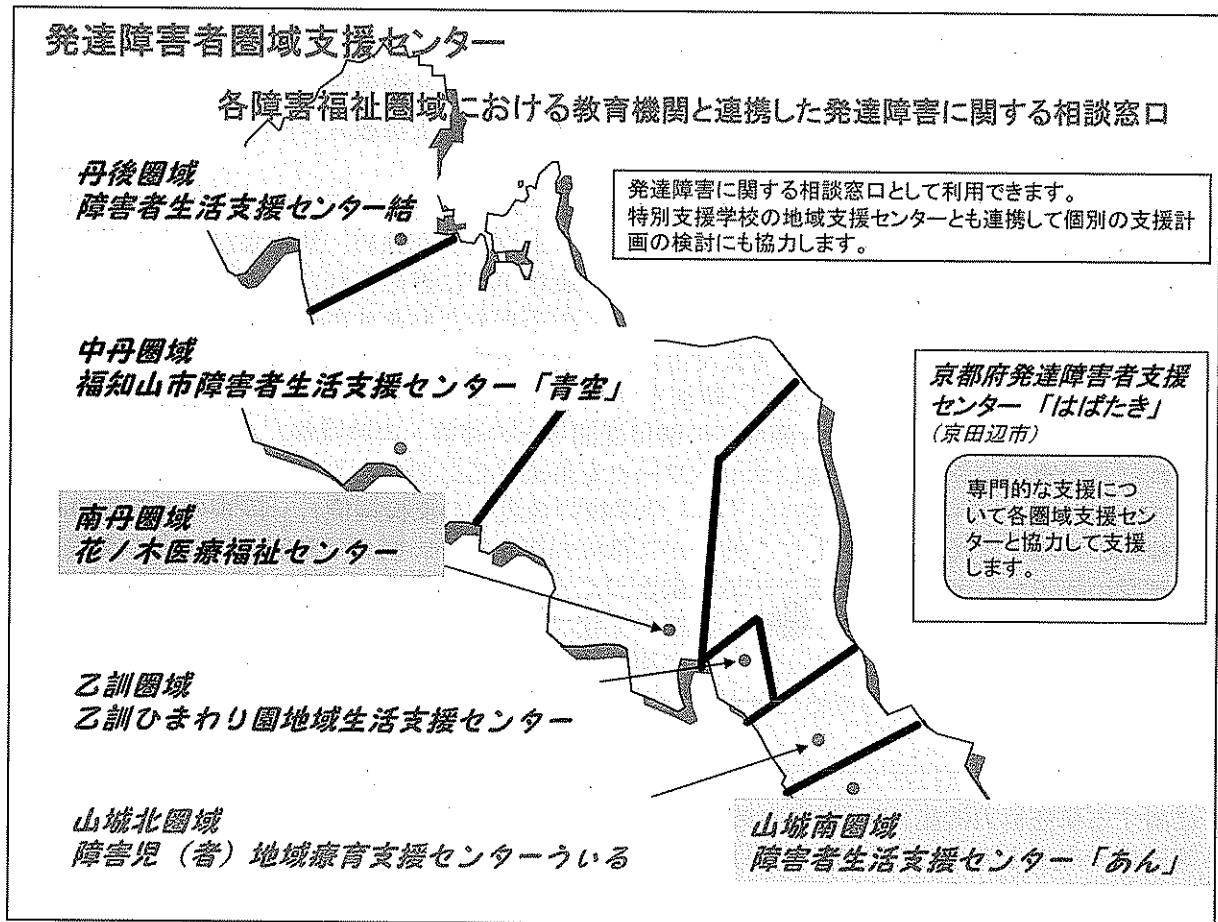 発達障害者圏域支援センター
各障害福祉圏域における教育機関と連携した発達障害に関する相談窓口
丹後圏域
障害者生活支援センター結
発達障害に関する相談窓口として利用できます。
特別支援学校の地域支援センターとも連携して個別の支援計
画の検討にも協力します。
中丹圏域
福知山市障害者生活支援センター「青空」
京都府発達障害者支援
センター「はばたき」
(京田辺市)
専門的な支援につ
いて各圏域支援セン
ターと協力して支援
します。
南丹圏域
花ノ木医療福祉センター
乙訓圏域
乙訓ひまわり園地域生活支援センター
山城北圏域
障害児(者)地域療育支援センターうぃる
山城南圏域
障害者生活支援センター「あん」